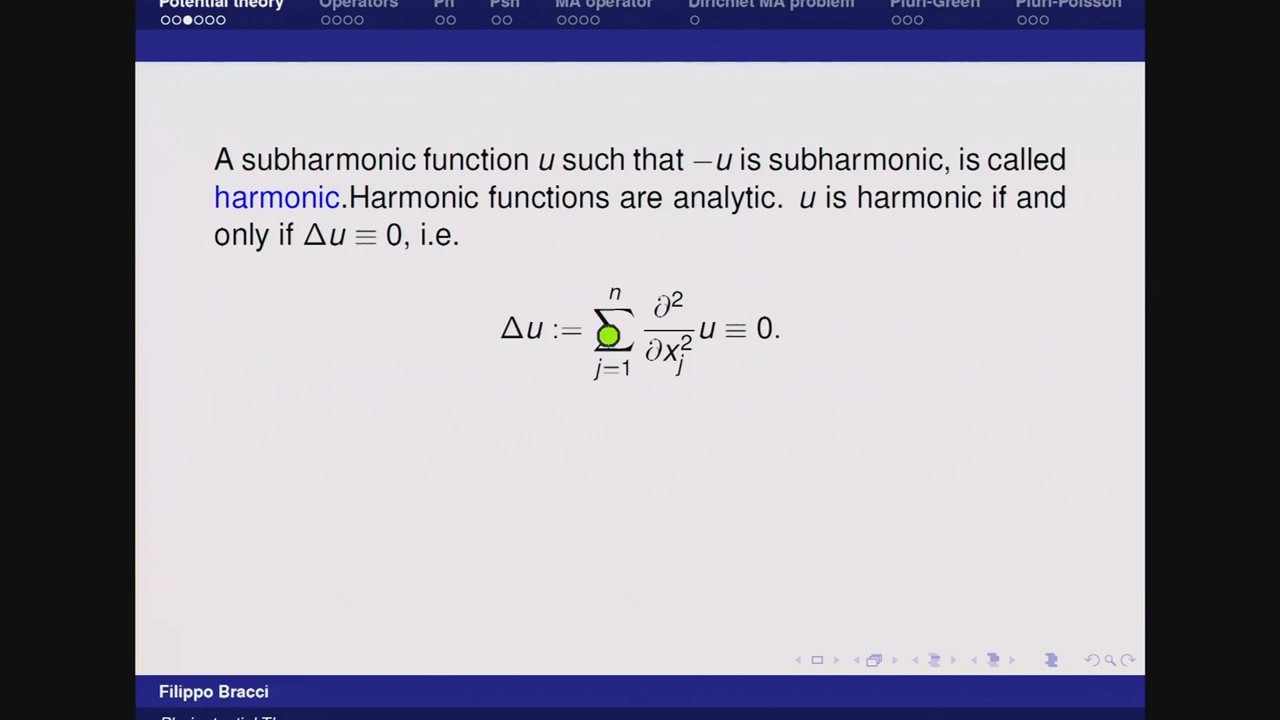 Potential theory Operators Ph Psh MA operator Dirichlet MA problem Pluri-Green Pluri-Poisson
A subharmonic function u such that −u is subharmonic, is called
harmonic.Harmonic functions are analytic. u is harmonic if and
only if Δu ≡ 0, i.e.
Δu := ∑_{j=1}^{n} ∂²/∂x_j² u ≡ 0.
Filippo Bracci